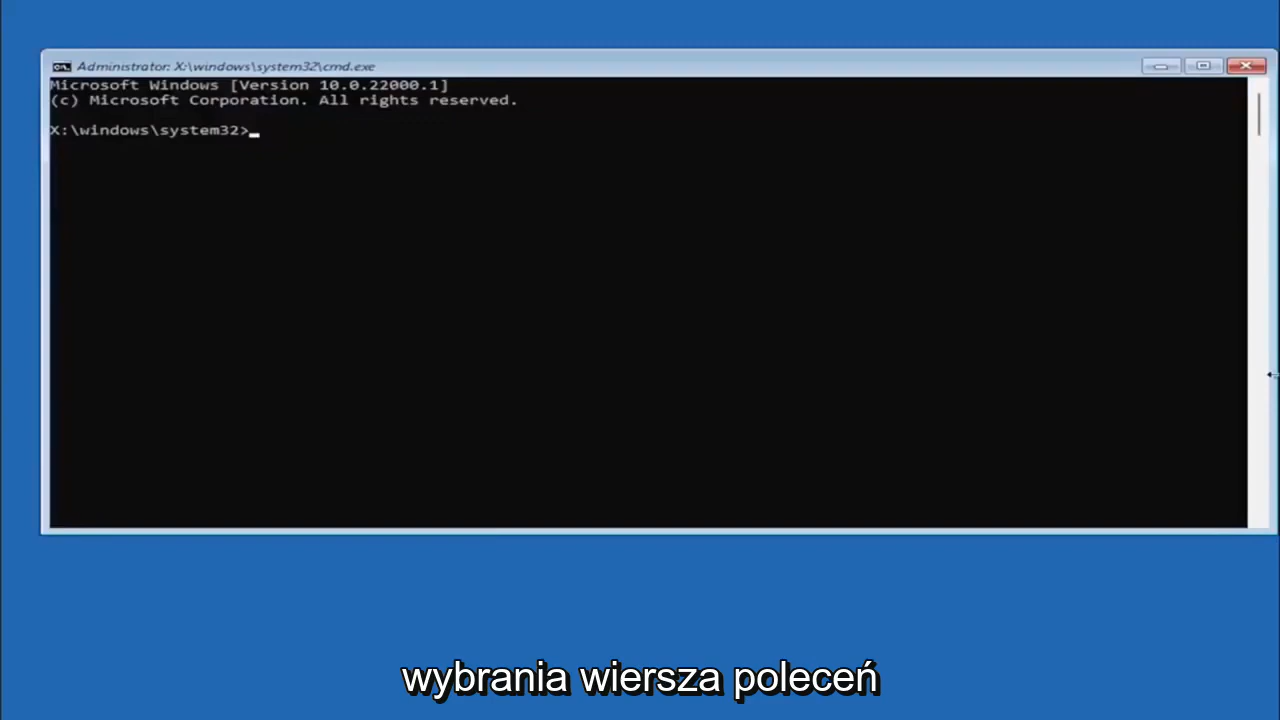 Administrator: X:\windows\system32\cmd.exe
Microsoft Windows [Version 10.0.22000.1]
(c) Microsoft Corporation. All rights reserved.
X:\windows\system32>
wybrania wiersza poleceń